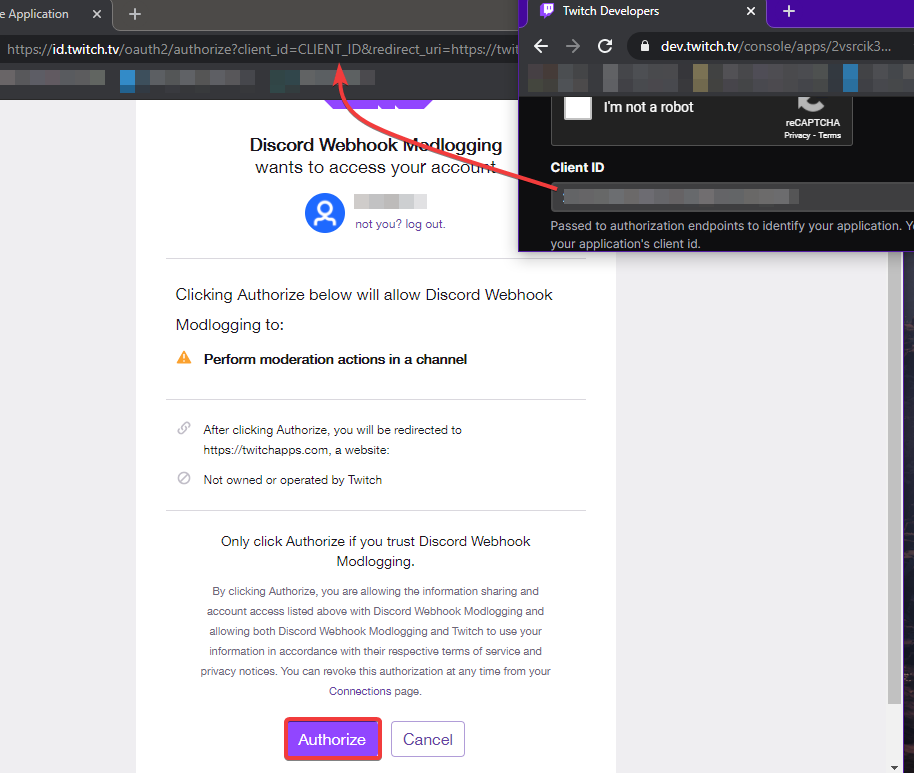 e Application
Twitch Developers
https://id.twitch.tv/oauth2/authorize?client_id=CLIENT_ID&redirect_uri=https://twit
dev.twitch.tv/console/apps/2vsrcik3...
I'm not a robot
reCAPTCHA
Privacy - Terms
Client ID
Passed to authorization endpoints to identify your application. Y
your application's client id.
Discord Webhook Modlogging
wants to access your account
not you? log out.
Clicking Authorize below will allow Discord Webhook
Modlogging to:
Perform moderation actions in a channel
After clicking Authorize, you will be redirected to
https://twitchapps.com, a website:
Not owned or operated by Twitch
Only click Authorize if you trust Discord Webhook
Modlogging.
By clicking Authorize, you are allowing the information sharing and
account access listed above with Discord Webhook Modlogging and
allowing both Discord Webhook Modlogging and Twitch to use your
information in accordance with their respective terms of service and
privacy notices. You can revoke this authorization at any time from your
Connections page.
Authorize
Cancel